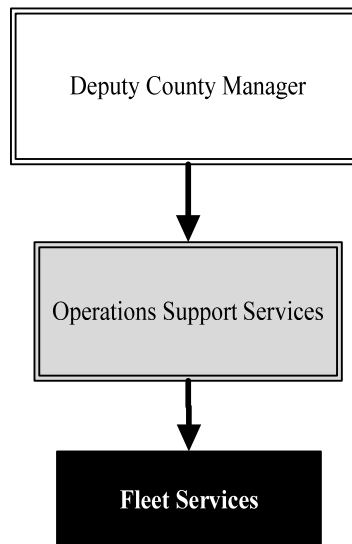 Deputy County Manager
Operations Support Services
Fleet Services